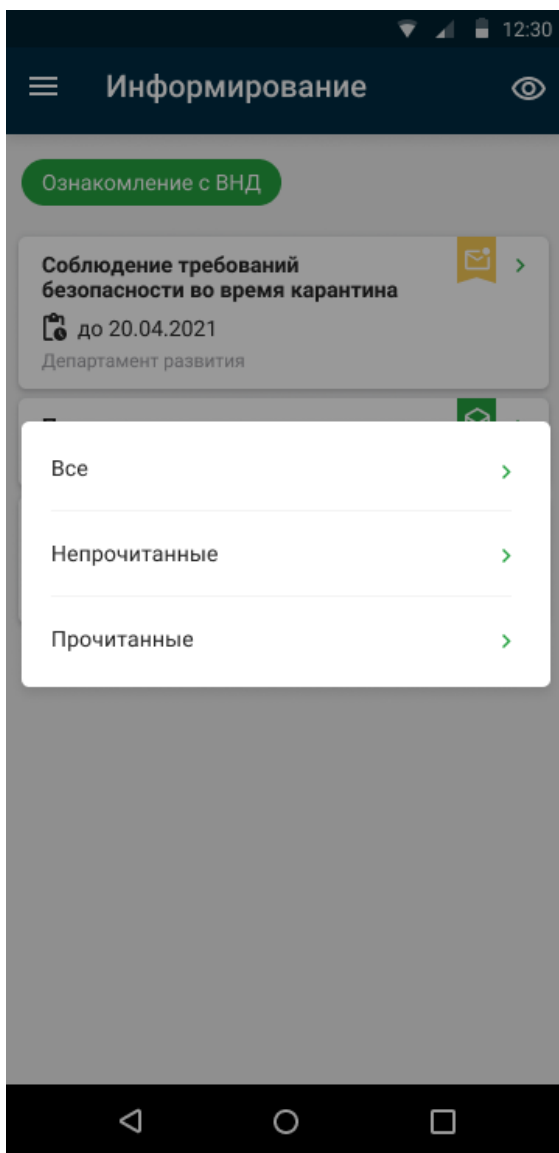 12:30
Информирование
Ознакомление с ВНД
Соблюдение требований
безопасности во время карантина
до 20.04.2021
Департамент развития
Все
Непрочитанные
Прочитанные